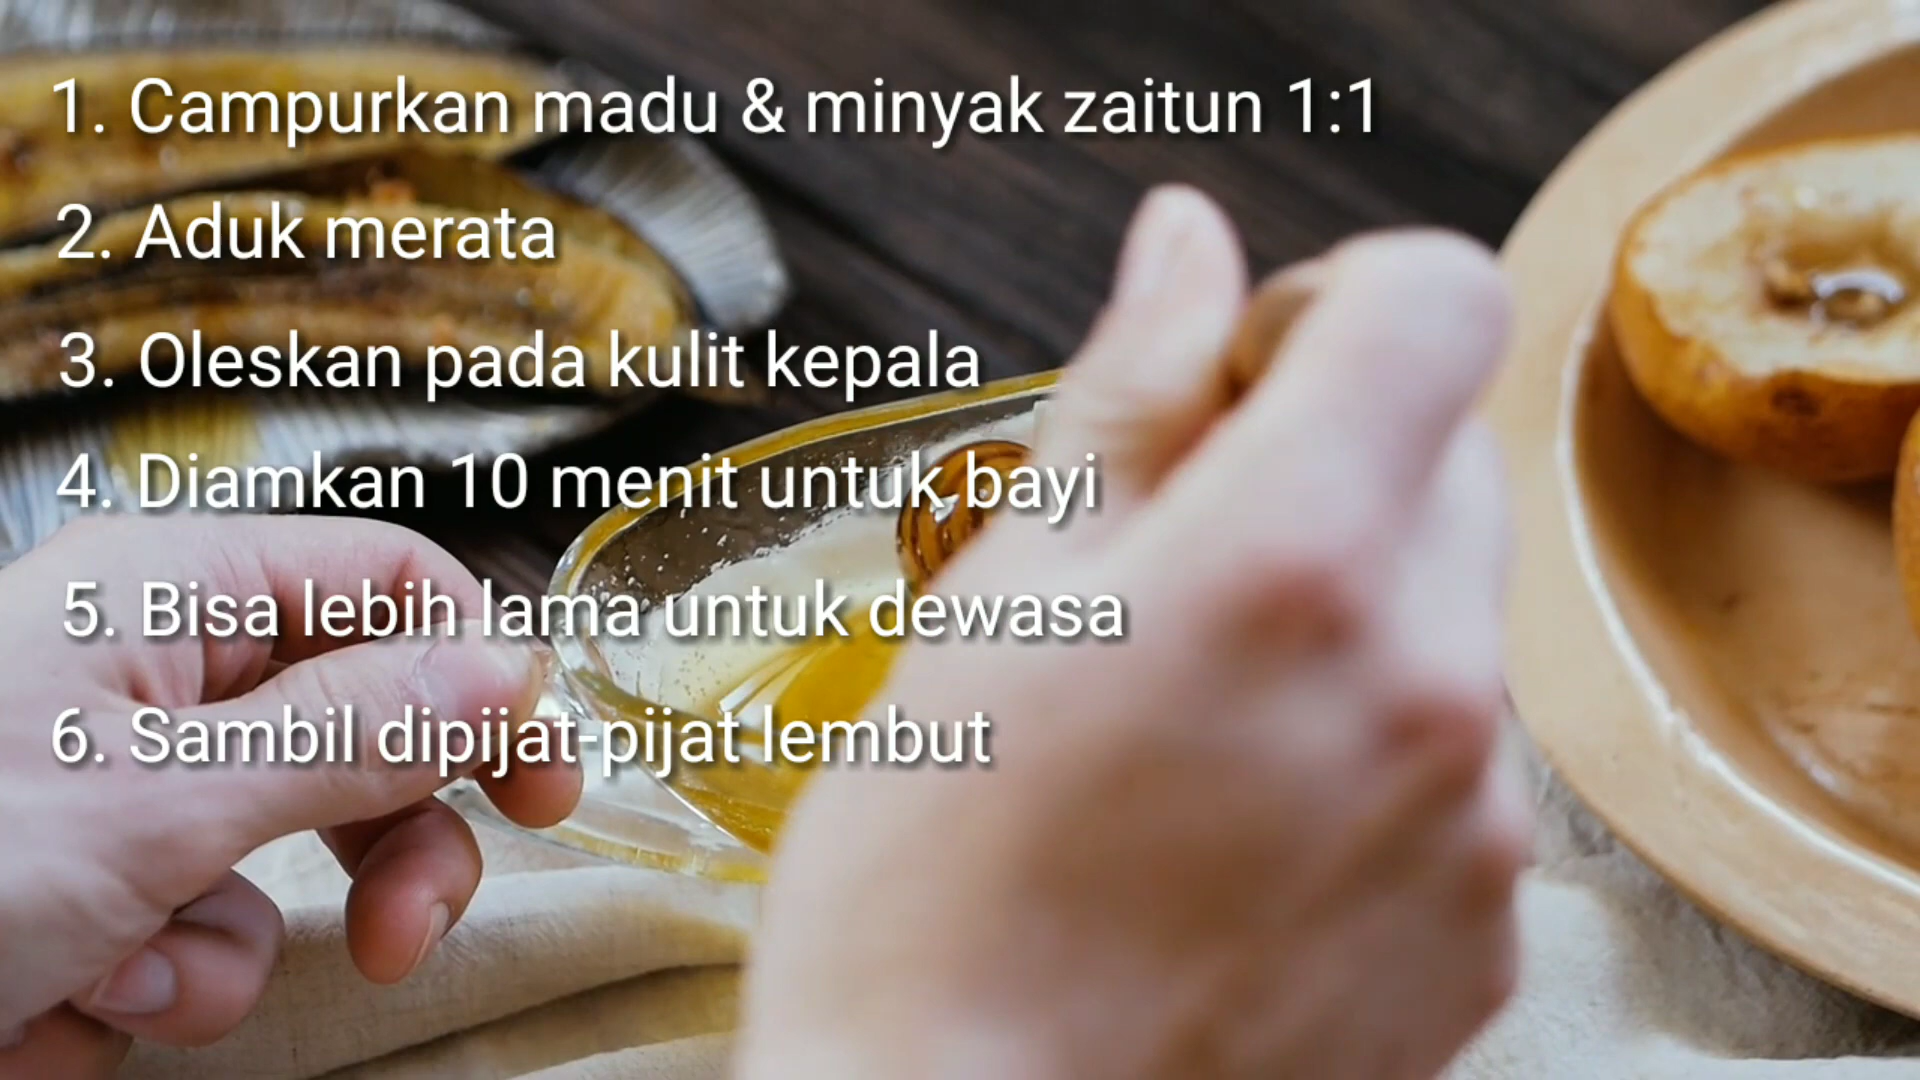 1. Campurkan madu & minyak zaitun 1:1
2. Aduk merata
3. Oleskan pada kulit kepala
4. Diamkan 10 menit untuk bayi
5. Bisa lebih lama untuk dewasa
6. Sambil dipijat-pijat lembut